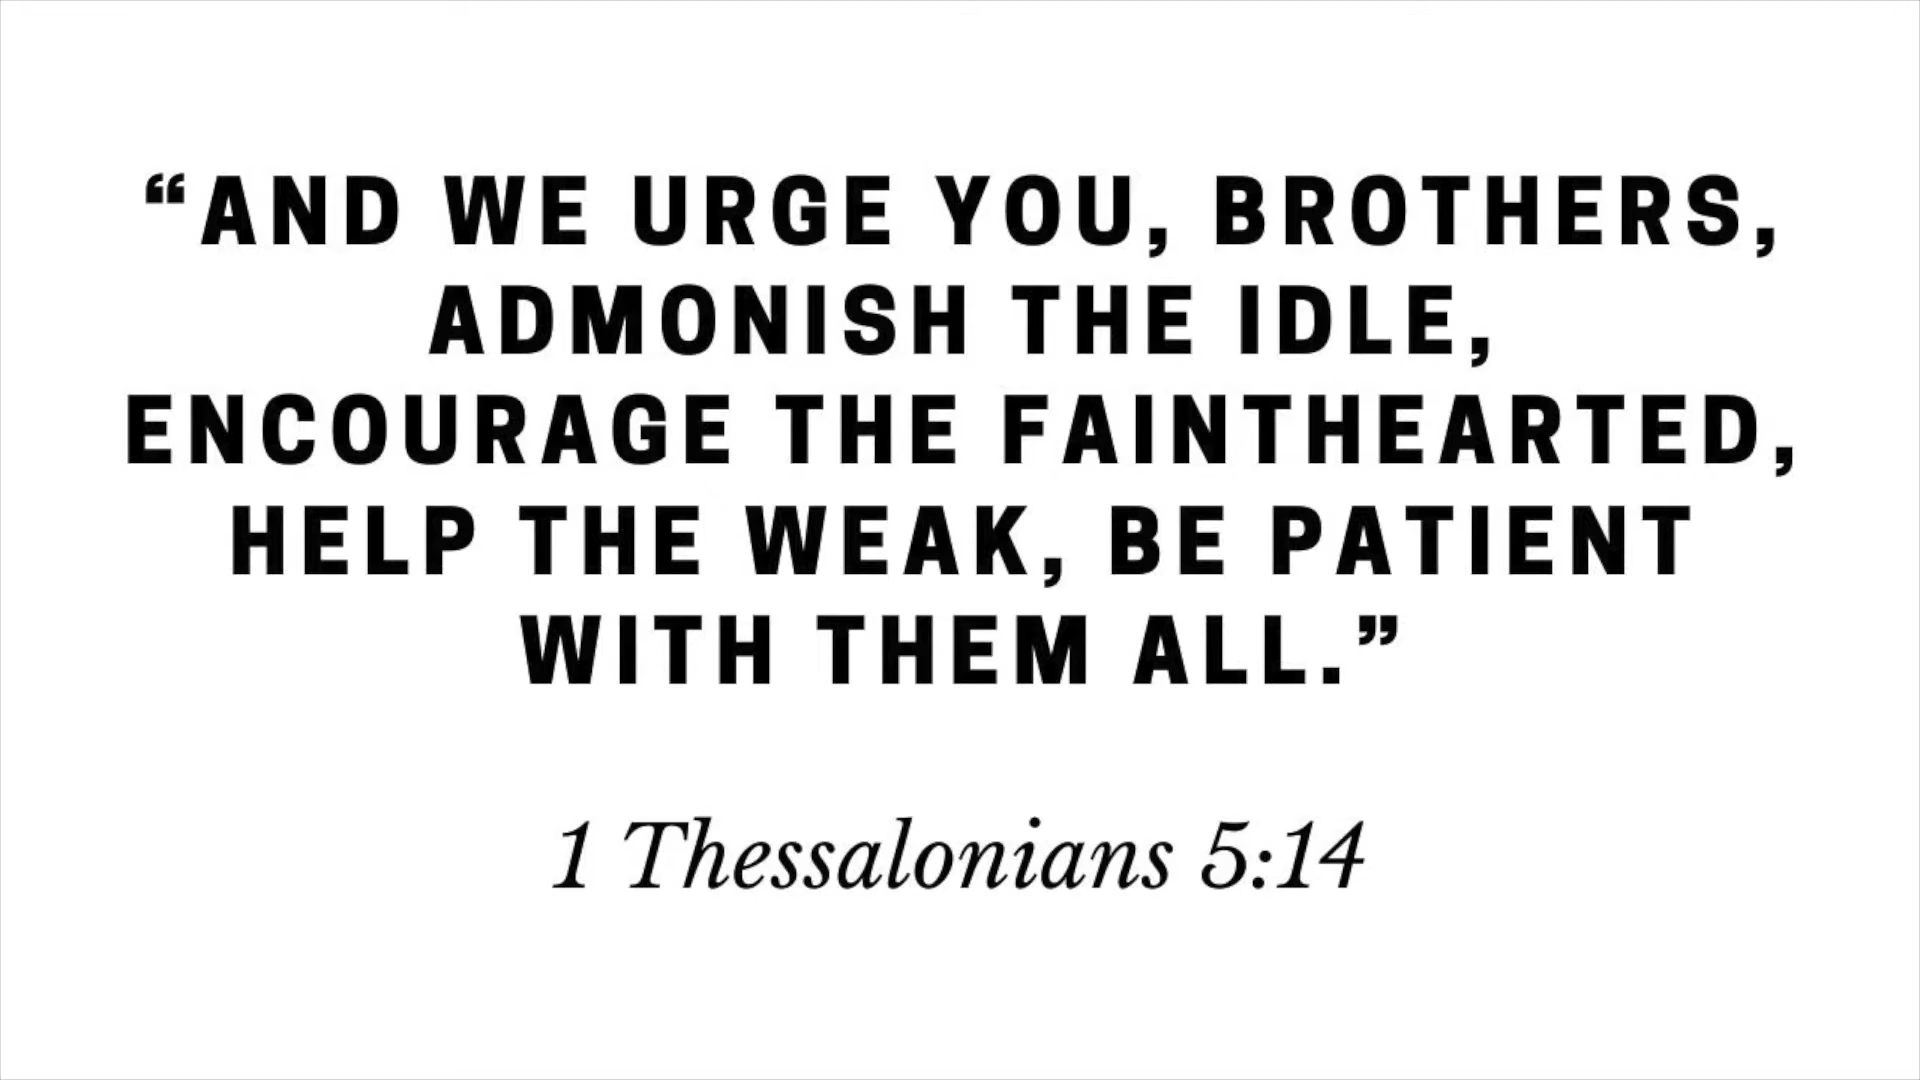 “AND WE URGE YOU, BROTHERS,
ADMONISH THE IDLE,
ENCOURAGE THE FAINTHEARTED,
HELP THE WEAK, BE PATIENT
WITH THEM ALL.”
1 Thessalonians 5:14